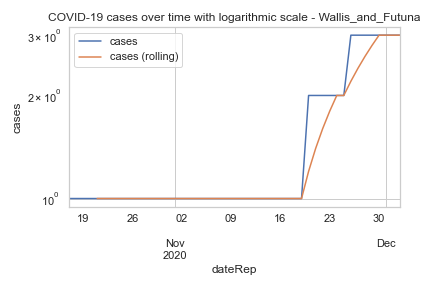 COVID-19 cases over time with logarithmic scale - Wallis_and_Futuna
cases
cases (rolling)
3 × 10⁰
2 × 10⁰
10⁰
cases
19 26 02 09 16 23 30
Nov Dec
2020
dateRep